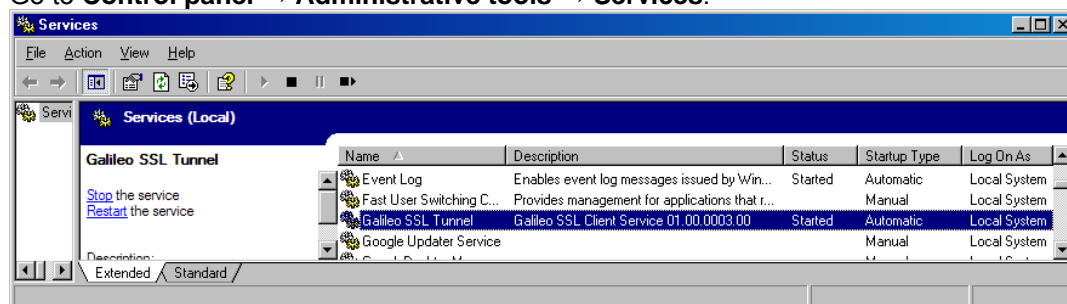 Go to Control panel → Administrative tools → Services.
Services
File Action View Help
Servi
Services (Local)
Galileo SSL Tunnel
Stop the service
Restart the service
Description:
Name Description Status Startup Type Log On As
Event Log Enables event log messages issued by Win... Started Automatic Local System
Fast User Switching C... Provides management for applications that r... Manual Local System
Galileo SSL Tunnel Galileo SSL Client Service 01.00.0003.00 Started Automatic Local System
Google Updater Service Manual Local System
Extended Standard